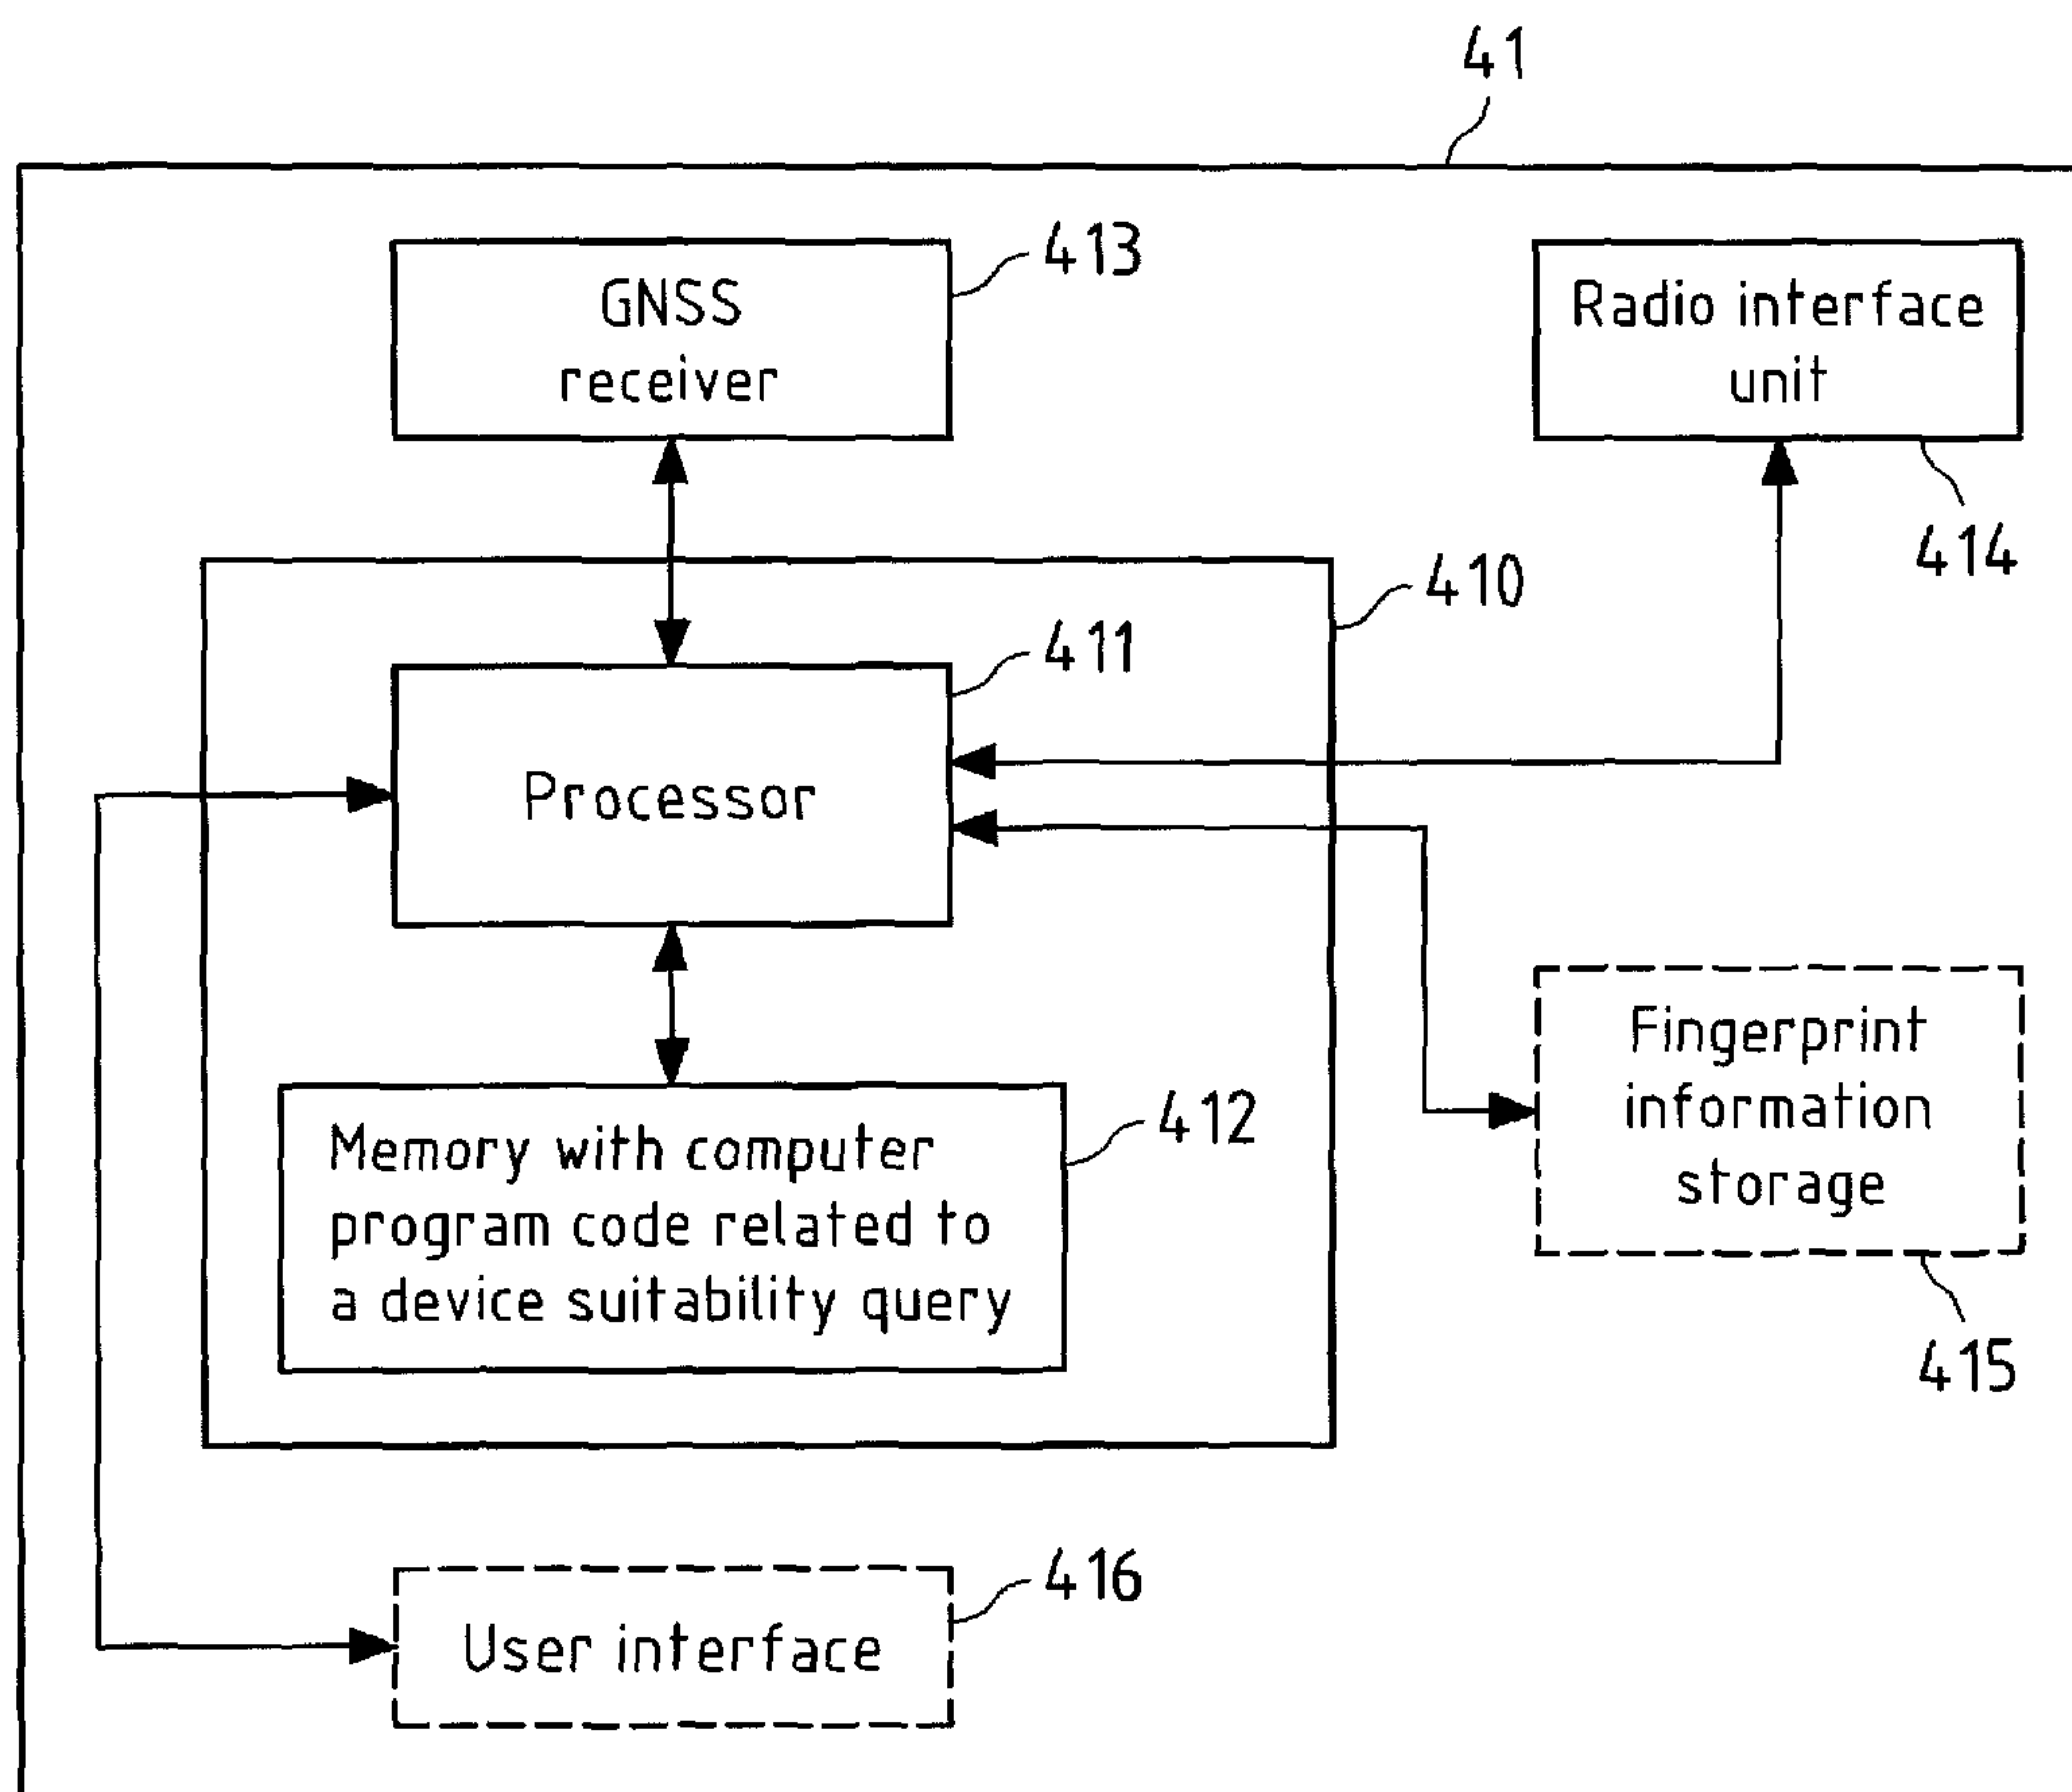 41
GNSS
receiver
413
Radio interface
unit
414
410
411
Processor
Memory with computer
program code related to
a device suitability query
412
Fingerprint
information
storage
415
User interface
416